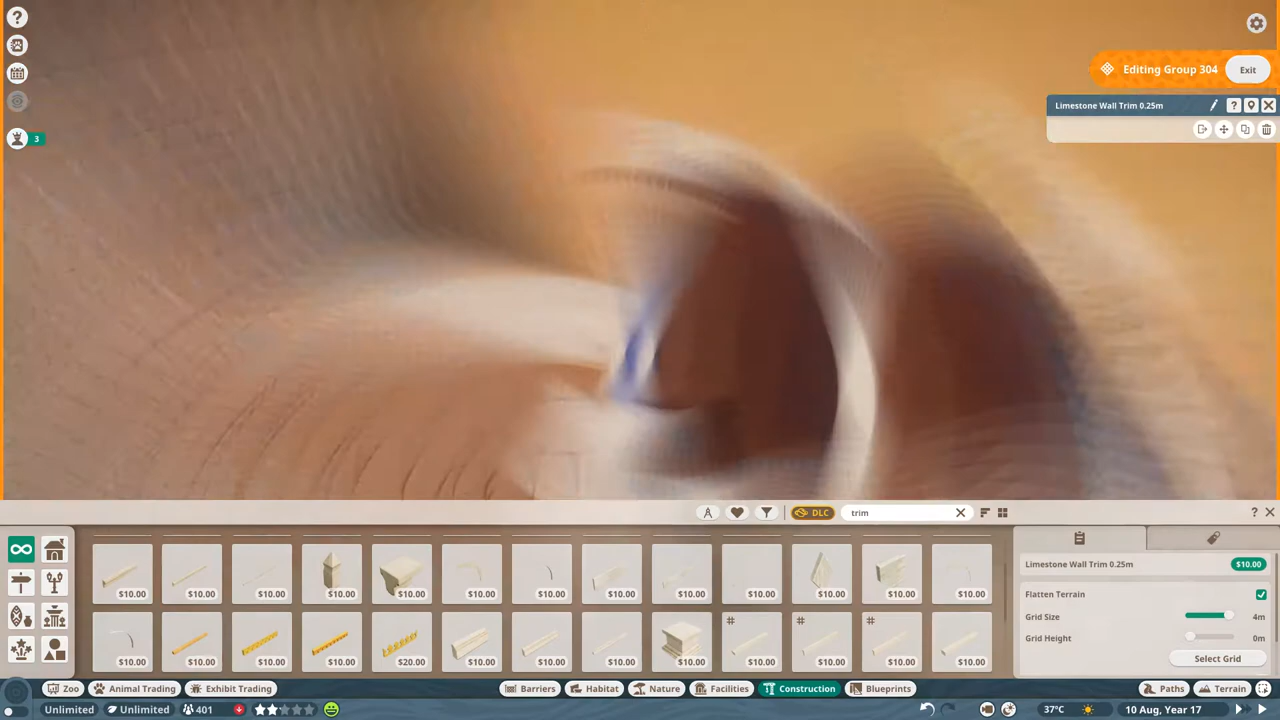 Editing Group 304
Exit
Limestone Wall Trim 0.25m
3
DLC
trim
$10.00 $10.00 $10.00 $10.00 $10.00 $10.00 $10.00 $10.00 $10.00 $10.00 $10.00 $10.00 $10.00
$10.00 $10.00 $10.00 $10.00 $20.00 $10.00 $10.00 $10.00 $10.00 $10.00 $10.00 $10.00 $10.00
Limestone Wall Trim 0.25m $10.00
Flatten Terrain
Grid Size 4m
Grid Height 0m
Select Grid
Zoo Animal Trading Exhibit Trading Barriers Habitat Nature Facilities Construction Blueprints Paths Terrain
Unlimited Unlimited 401 37°C 10 Aug, Year 17